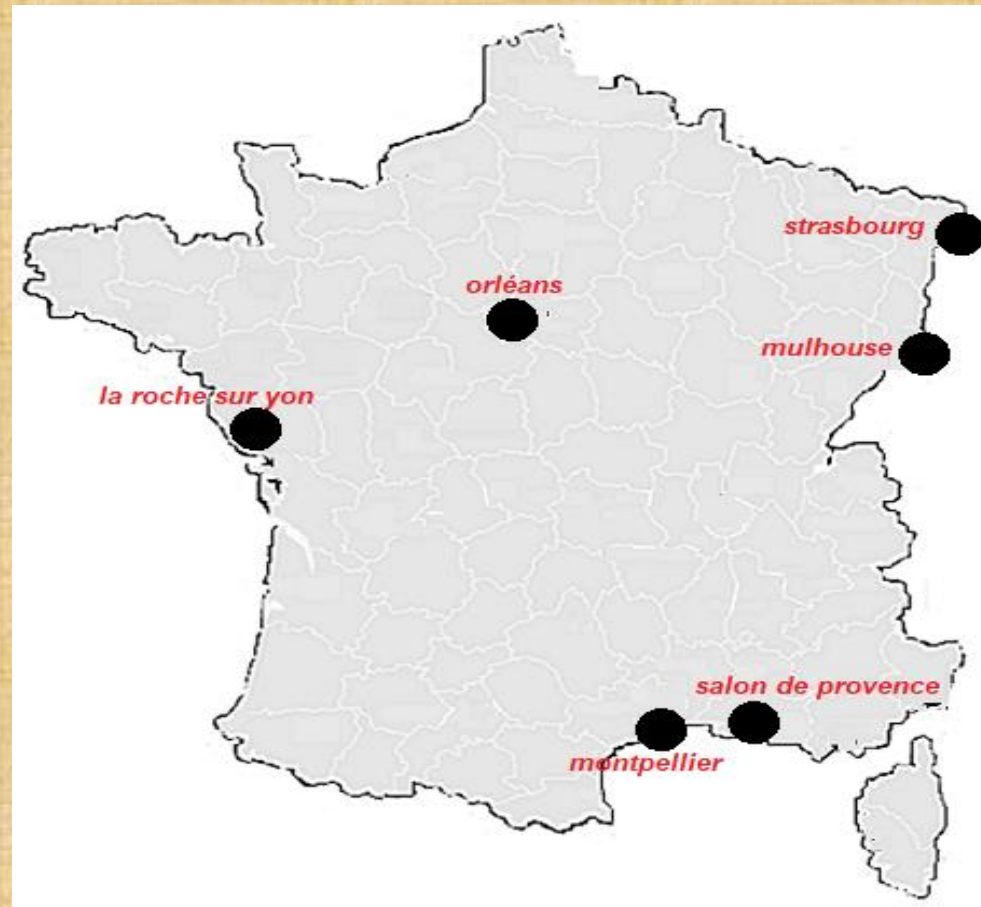 strasbourg
orléans
mulhouse
la roche sur yon
salon de provence
montpellier